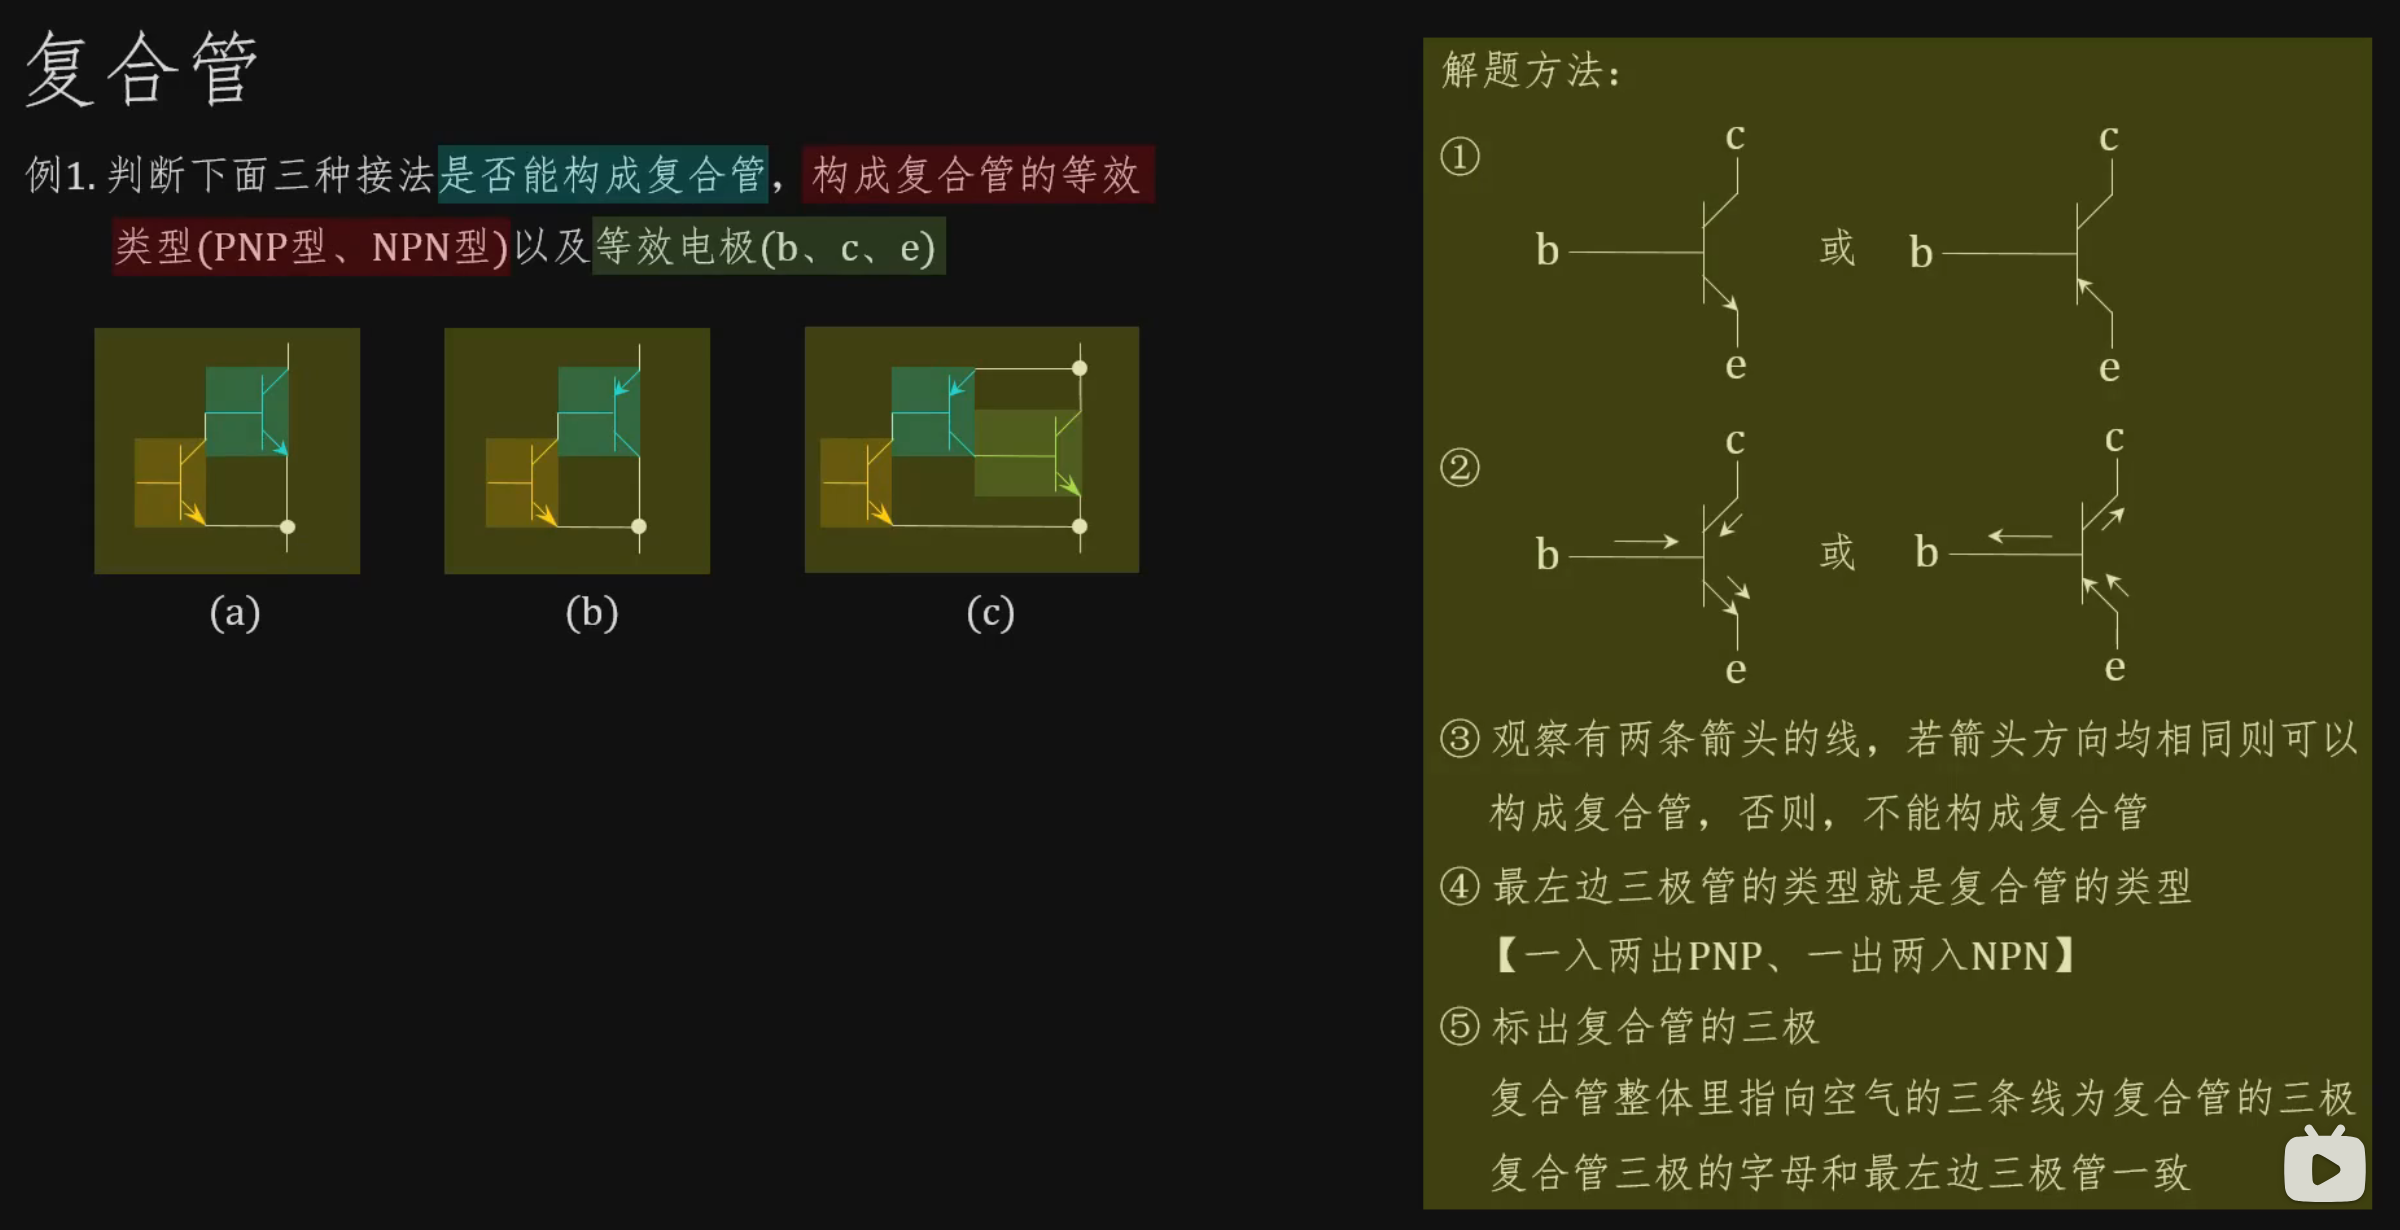 复合管
例1. 判断下面三种接法是否能构成复合管，构成复合管的等效
类型(PNP型、NPN型)以及等效电极(b、c、e)
(a)
(b)
(c)
解题方法：
①
c
b
e
或
c
b
e
②
c
b
e
或
c
b
e
③ 观察有两条箭头的线，若箭头方向均相同则可以
构成复合管，否则，不能构成复合管
④ 最左边三极管的类型就是复合管的类型
【一入两出PNP、一出两入NPN】
⑤ 标出复合管的三极
复合管整体里指向空气的三条线为复合管的三极
复合管三极的字母和最左边三极管一致